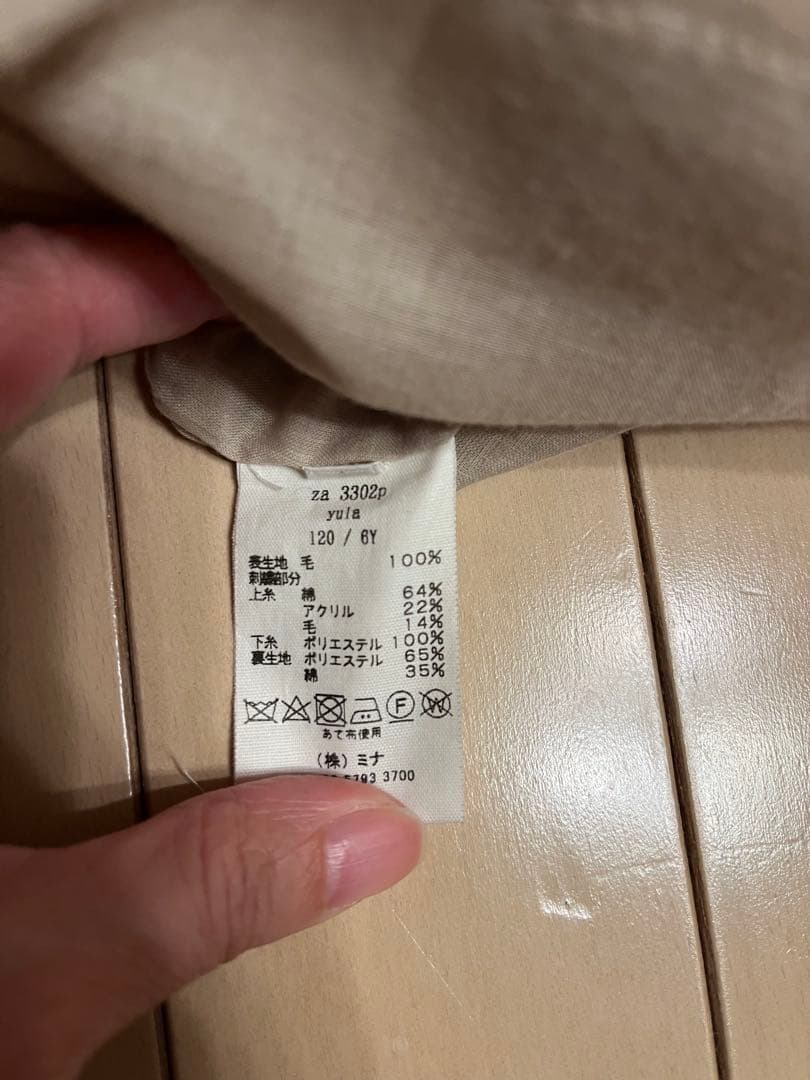 za 3302p
yula
120 / 6Y
表生地 毛 100%
刺繍部分
上糸 綿 64%
アクリル 22%
毛 14%
下糸 ポリエステル 100%
裏生地 ポリエステル 65%
綿 35%
F W
あて布使用
(株) ミナ
5793 3700